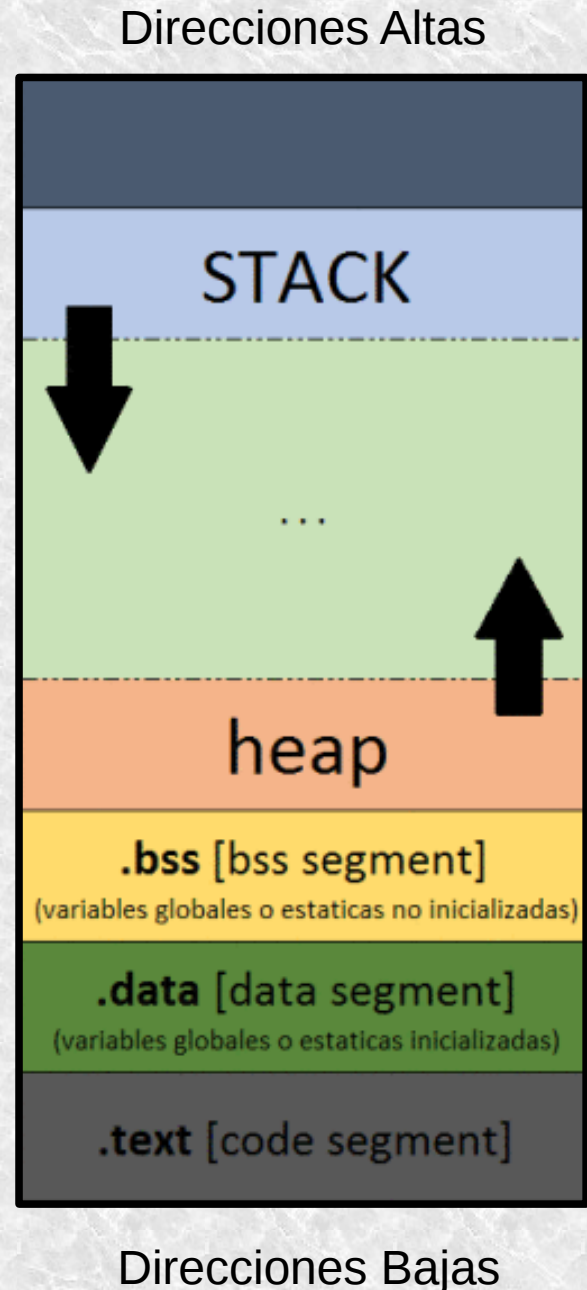 Direcciones Altas
STACK
...
heap
.bss [bss segment]
(variables globales o estaticas no inicializadas)
.data [data segment]
(variables globales o estaticas inicializadas)
.text [code segment]
Direcciones Bajas